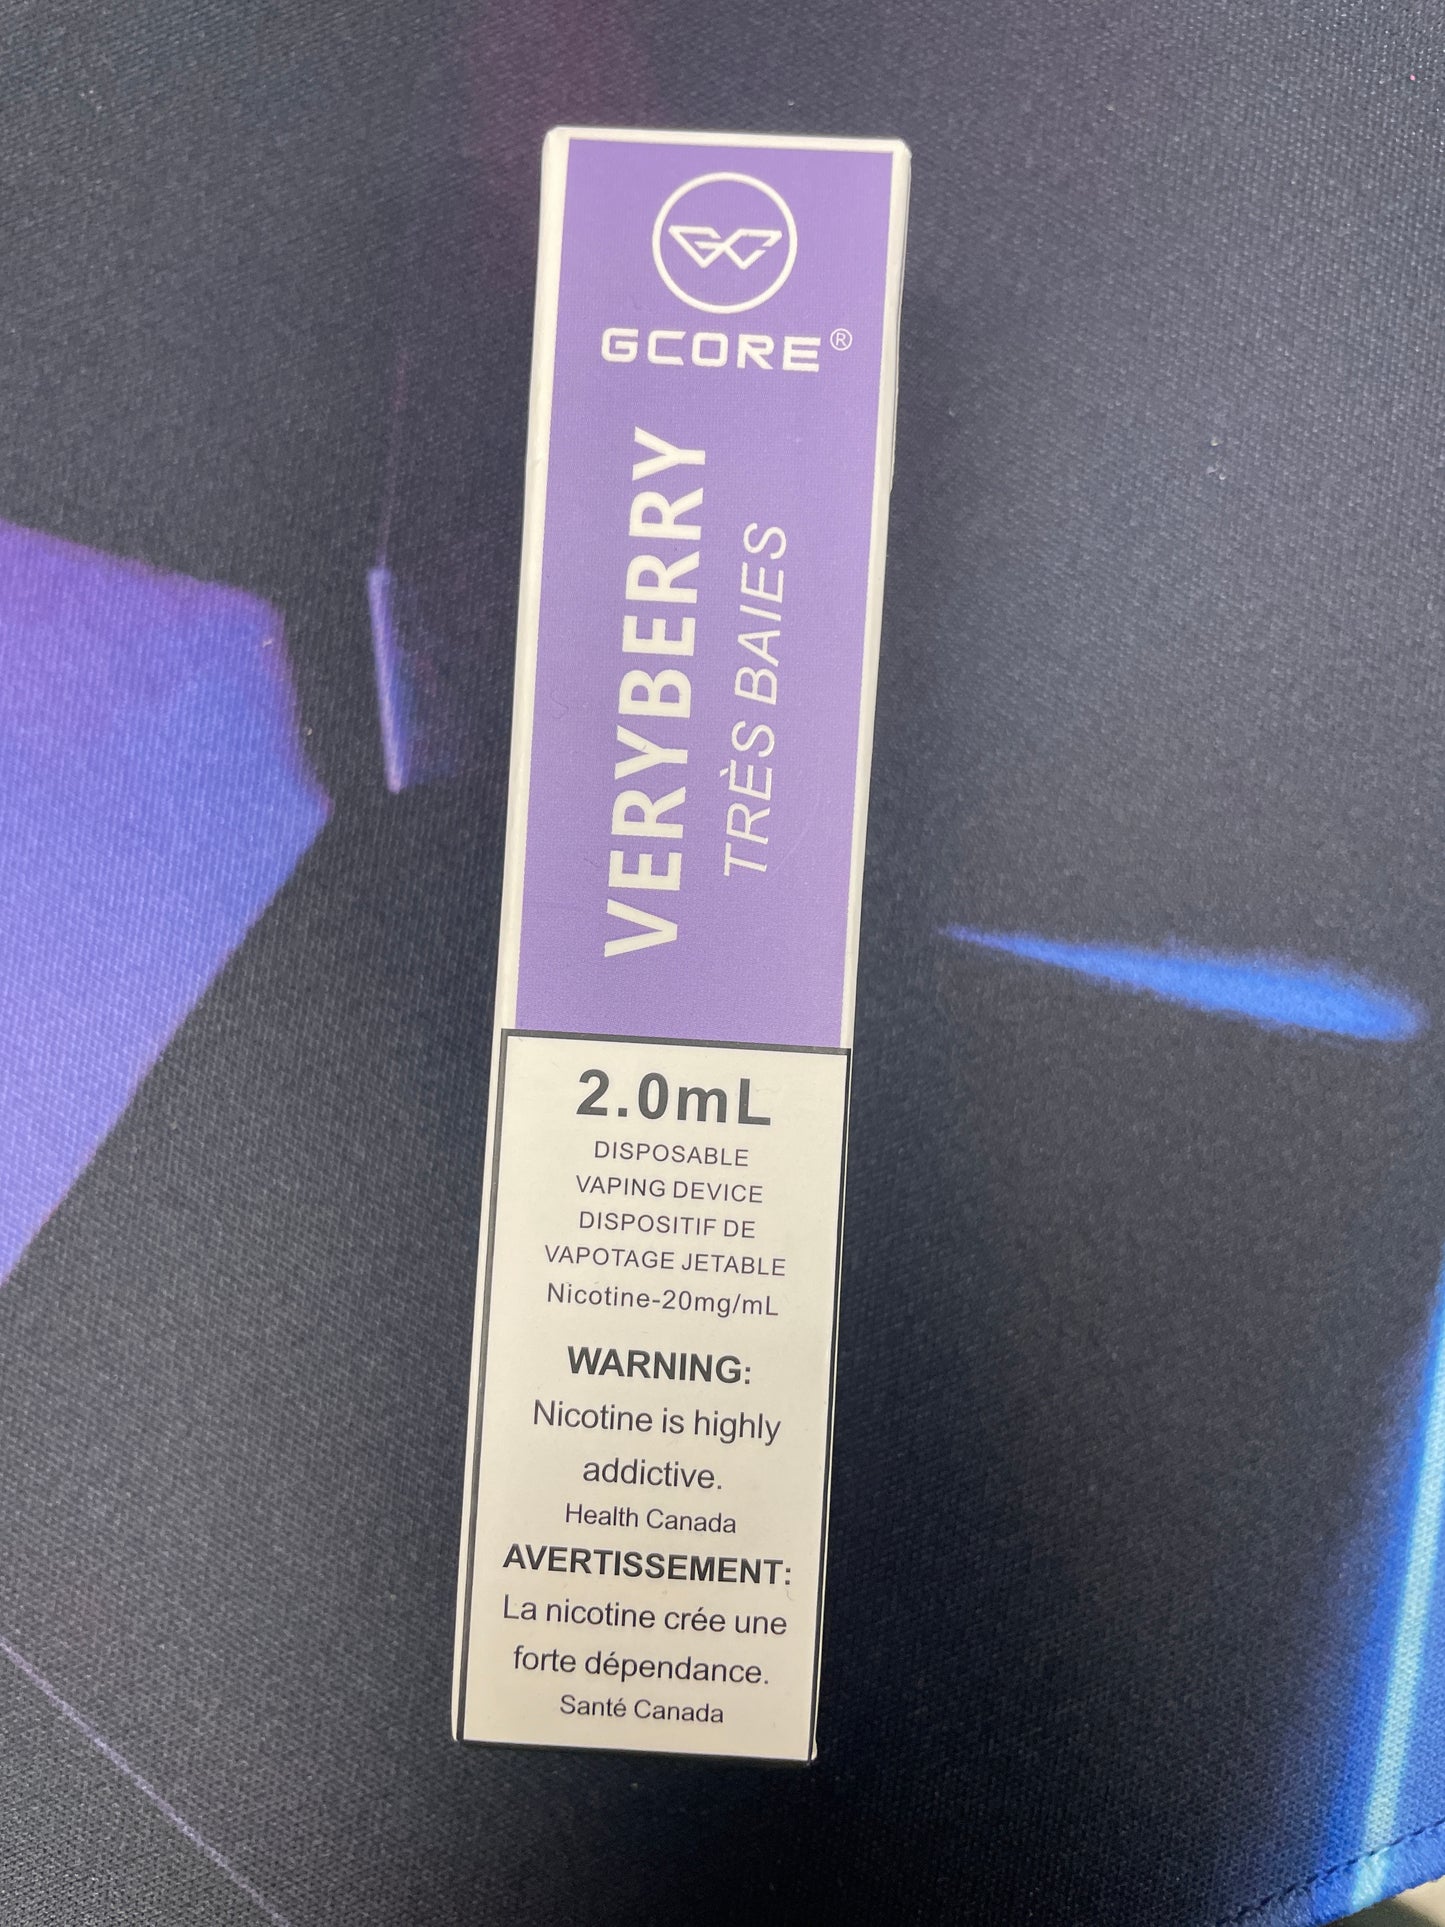 GC
GCORE®
VERYBERRY
TRÈS BAIES
2.0mL
DISPOSABLE
VAPING DEVICE
DISPOSITIF DE
VAPOTAGE JETABLE
Nicotine-20mg/mL
WARNING:
Nicotine is highly
addictive.
Health Canada
AVERTISSEMENT:
La nicotine crée une
forte dépendance.
Santé Canada